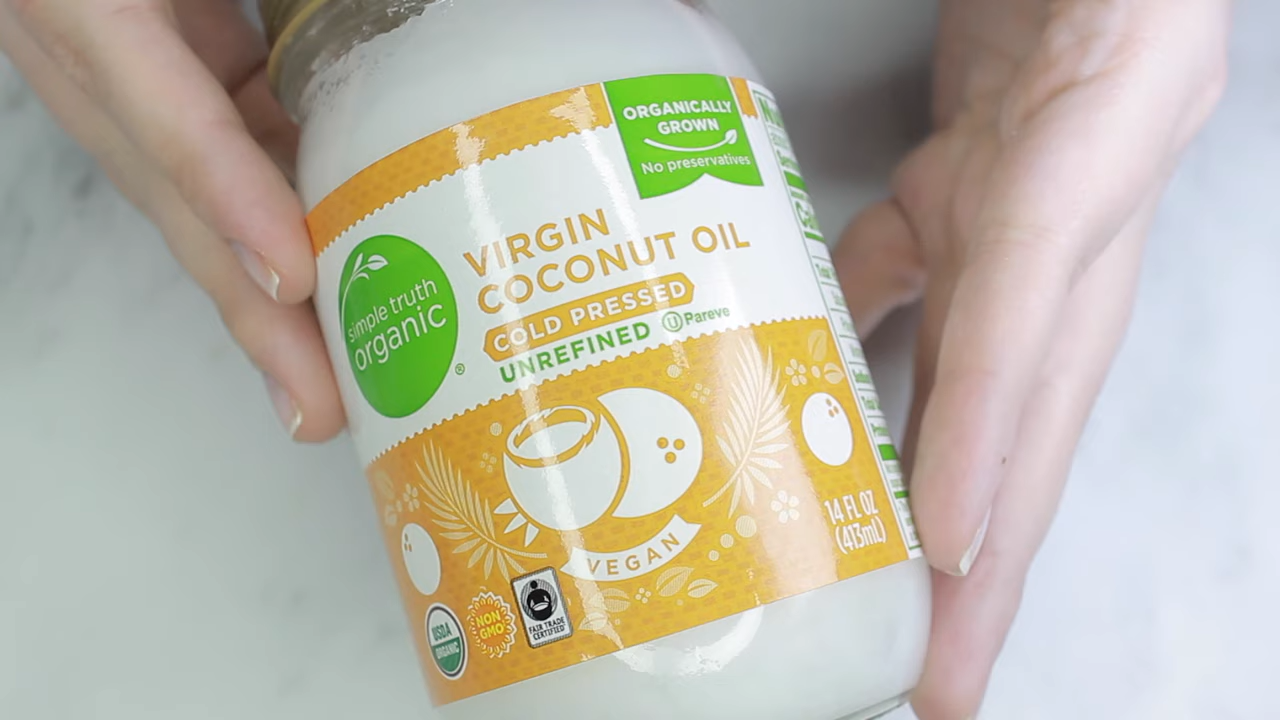 ORGANICALLY
GROWN
No preservatives
VIRGIN
COCONUT OIL
COLD PRESSED
UNREFINED U Pareve
simple truth
organic®
VEGAN
14 FL OZ
(413mL)
USDA
ORGANIC
NON
GMO
FAIR TRADE
CERTIFIED